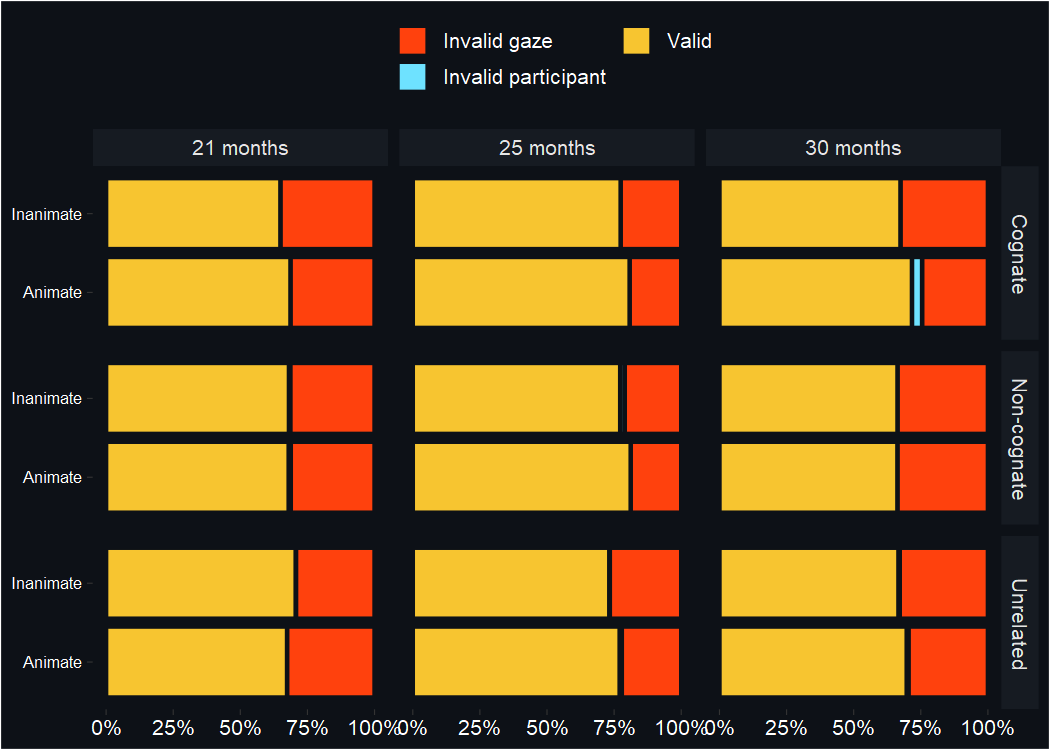 Invalid gaze
Valid
Invalid participant
21 months
25 months
30 months
Inanimate
Animate
Cognate
Inanimate
Animate
Non-cognate
Inanimate
Animate
Unrelated
0% 25% 50% 75% 100% 0% 25% 50% 75% 100% 0% 25% 50% 75% 100%